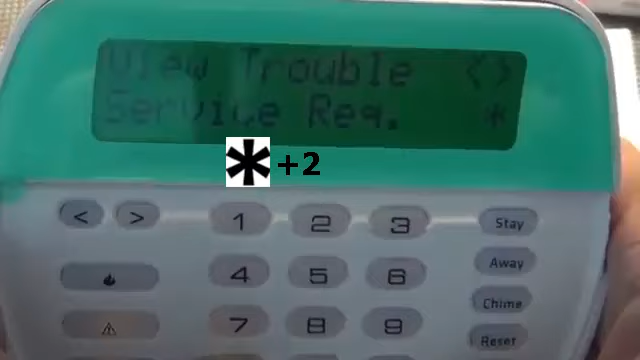 View Trouble < >
Service Req. *
* +2
< > 1 2 3 Stay
4 5 6 Away
Chime
7 8 9
Reset